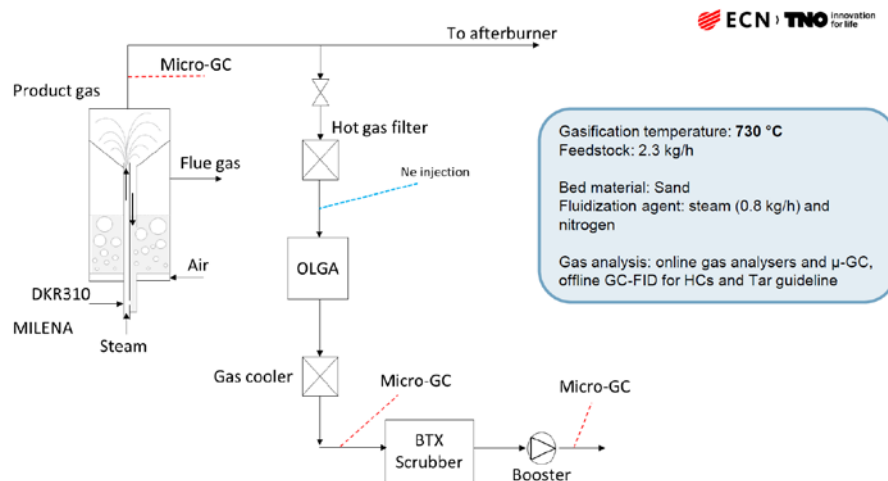 ECN > TNO innovation for life
To afterburner
Micro-GC
Product gas
Hot gas filter
Flue gas
Ne injection
OLGA
Air
DKR310
MILENA
Steam
Gas cooler
Micro-GC
Micro-GC
BTX
Scrubber
Booster
Gasification temperature: 730 °C
Feedstock: 2.3 kg/h
Bed material: Sand
Fluidization agent: steam (0.8 kg/h) and
nitrogen
Gas analysis: online gas analysers and µ-GC,
offline GC-FID for HCs and Tar guideline